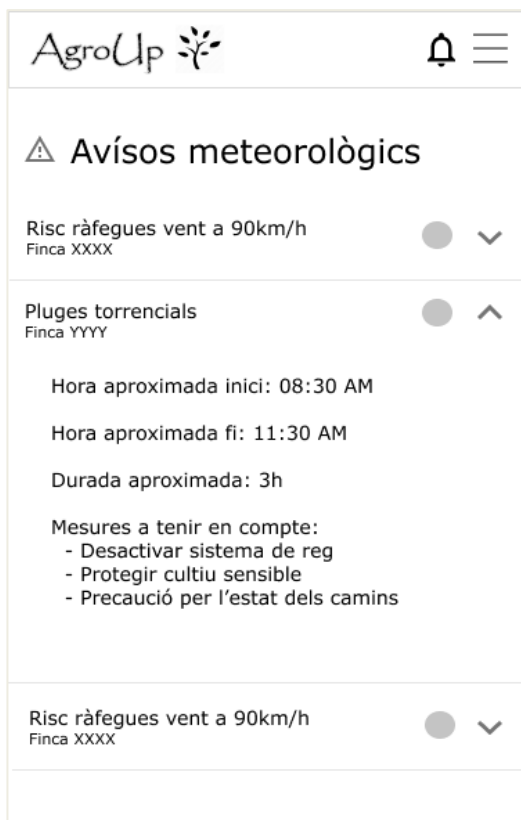 AgroUp
Avísos meteorològics
Risc ràfegues vent a 90km/h
Finca XXXX
Pluges torrencials
Finca YYYY
Hora aproximada inici: 08:30 AM
Hora aproximada fi: 11:30 AM
Durada aproximada: 3h
Mesures a tenir en compte:
- Desactivar sistema de reg
- Protegir cultiu sensible
- Precaució per l'estat dels camins
Risc ràfegues vent a 90km/h
Finca XXXX